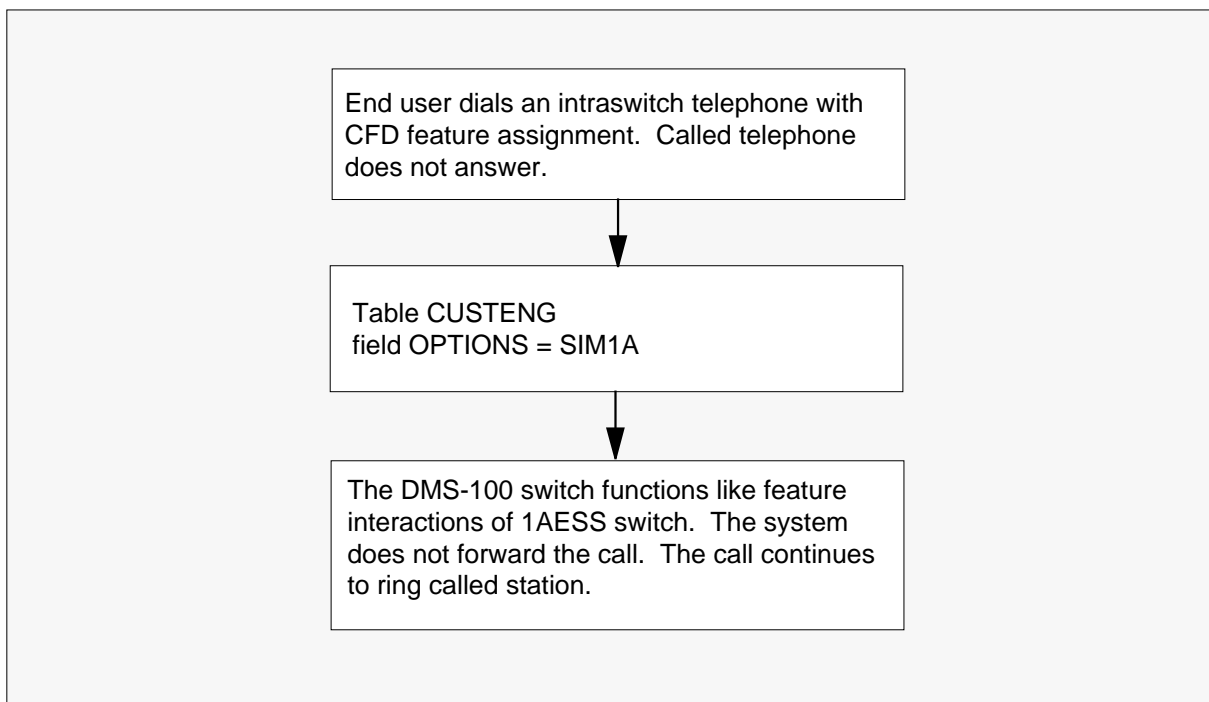 End user dials an intraswitch telephone with
CFD feature assignment.  Called telephone
does not answer.
Table CUSTENG
field OPTIONS = SIM1A
The DMS-100 switch functions like feature
interactions of 1AESS switch.  The system
does not forward the call.  The call continues
to ring called station.